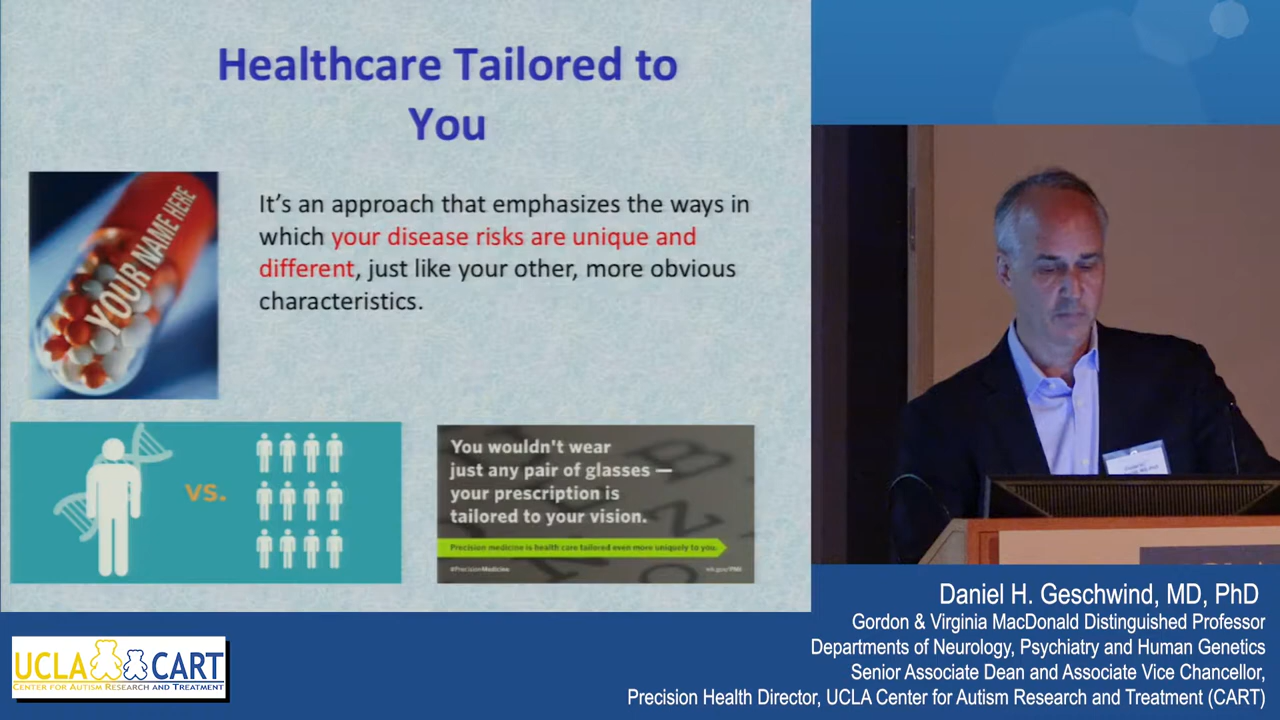 Healthcare Tailored to
You
YOUR NAME HERE
It's an approach that emphasizes the ways in
which your disease risks are unique and
different, just like your other, more obvious
characteristics.
vs.
You wouldn't wear
just any pair of glasses —
your prescription is
tailored to your vision.
Precision medicine is health care tailored even more uniquely to you.
#PrecisionMedicine
Daniel H. Geschwind, MD, PhD
Gordon & Virginia MacDonald Distinguished Professor
Departments of Neurology, Psychiatry and Human Genetics
Senior Associate Dean and Associate Vice Chancellor,
Precision Health Director, UCLA Center for Autism Research and Treatment (CART)
UCLA CART
CENTER FOR AUTISM RESEARCH AND TREATMENT